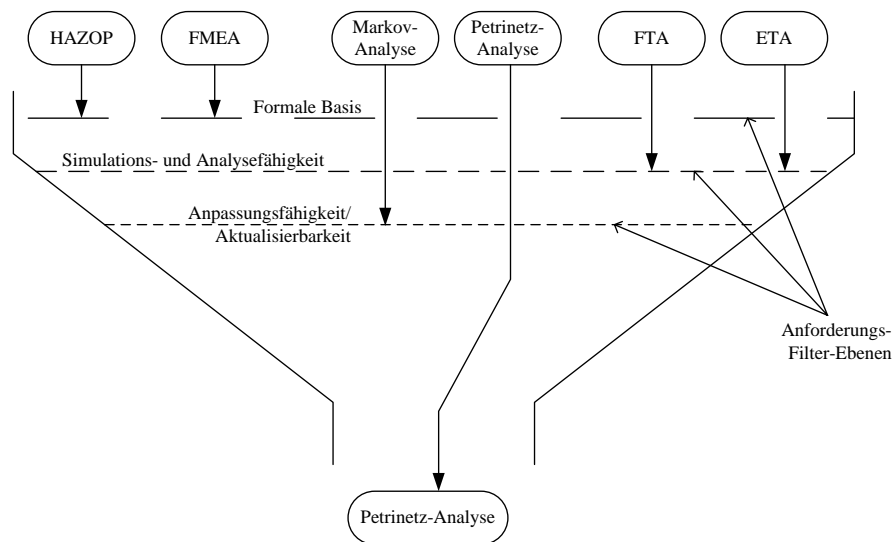 HAZOP
FMEA
Markov-
Analyse
Petrinetz-
Analyse
FTA
ETA
Formale Basis
Simulations- und Analysefähigkeit
Anpassungsfähigkeit/
Aktualisierbarkeit
Anforderungs-
Filter-Ebenen
Petrinetz-Analyse